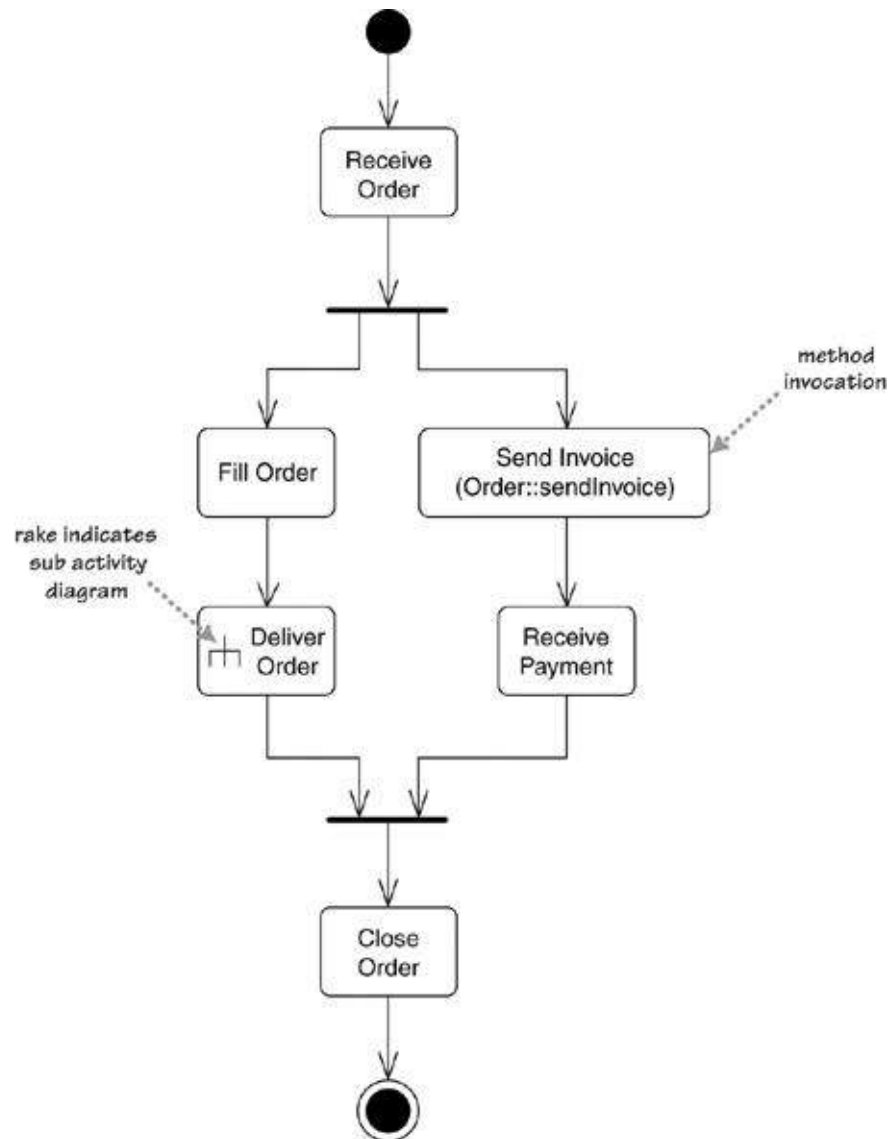 Receive
Order
method
invocation
Fill Order
Send Invoice
(Order::sendInvoice)
rake indicates
sub activity
diagram
Deliver
Order
Receive
Payment
Close
Order